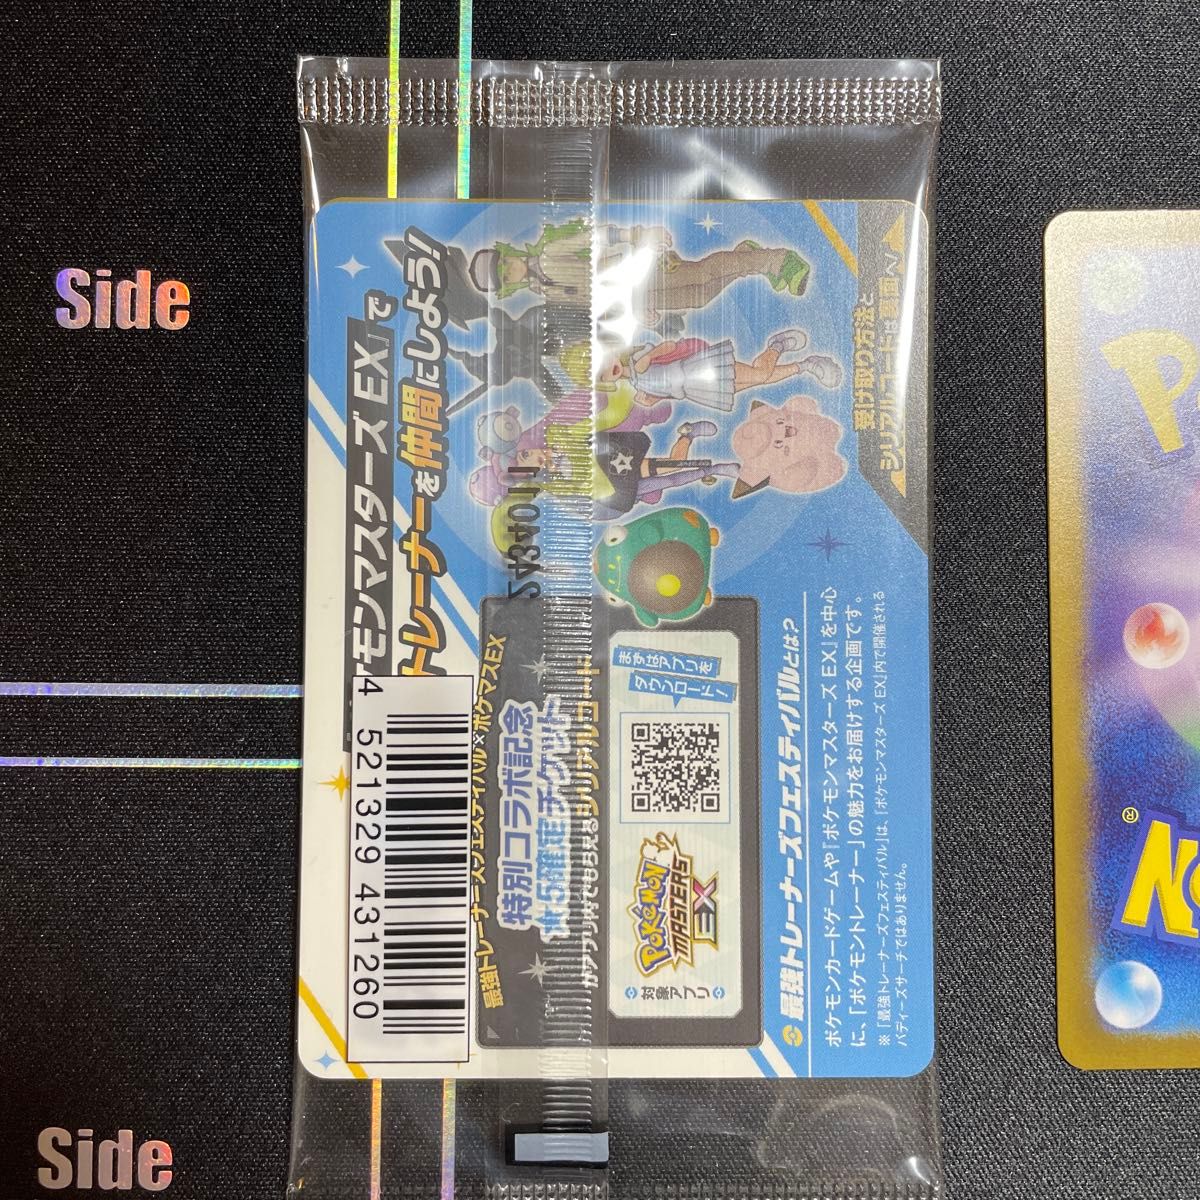 Side
Side
モンマスターズ EX』で
トレーナーを仲間にしよう!!
受け取り方法と
シリアルコードは裏面へ
2434011
4 521329 431260
最強トレーナーズフェスティバル×ポケマスEX
特別コラボ記念
★5確定チケット
がアプリ内でもらえるシリアルコード
まずはアプリを
ダウンロード!
POKÉMON
MASTERS
EX
対象アプリ
最強トレーナーズフェスティバルとは?
ポケモンカードゲームや『ポケモンマスターズ EX』を中心
に、「ポケモントレーナー」の魅力をお届けする企画です。
※「最強トレーナーズフェスティバル」は、『ポケモンマスターズ EX』内で開催される
バディーズサーチではありません。
®